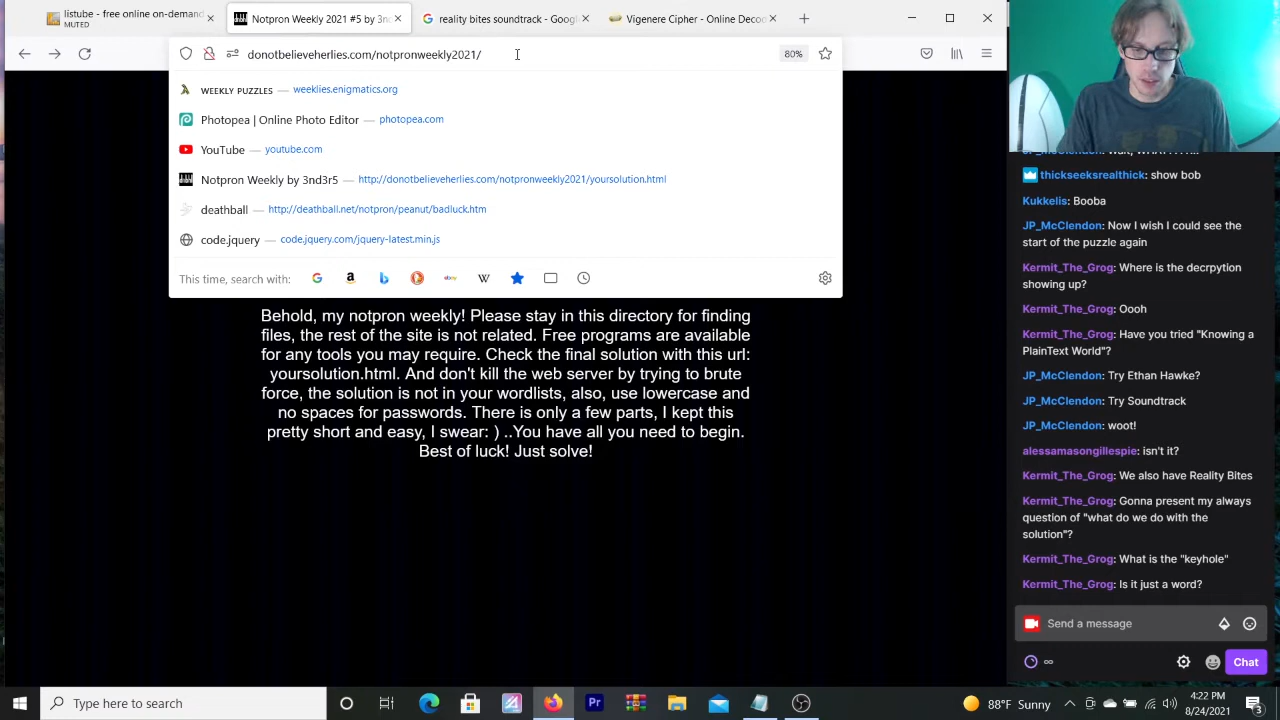 listube - free online on-demand
MUTED
Notpron Weekly 2021 #5 by 3nd
reality bites soundtrack - Goog
Vigenere Cipher - Online Deco
donotbelieveherlies.com/notpronweekly2021/
80%
WEEKLY PUZZLES — weeklies.enigmatics.org
Photopea | Online Photo Editor — photopea.com
YouTube — youtube.com
Notpron Weekly by 3nd3r5 — http://donotbelieveherlies.com/notpronweekly2021/yoursolution.html
deathball — http://deathball.net/notpron/peanut/badluck.htm
code.jquery — code.jquery.com/jquery-latest.min.js
This time, search with:
Behold, my notpron weekly! Please stay in this directory for finding
files, the rest of the site is not related. Free programs are available
for any tools you may require. Check the final solution with this url:
yoursolution.html. And don't kill the web server by trying to brute
force, the solution is not in your wordlists, also, use lowercase and
no spaces for passwords. There is only a few parts, I kept this
pretty short and easy, I swear: ) ..You have all you need to begin.
Best of luck! Just solve!
thickseeksrealthick: show bob
Kukkelis: Booba
JP_McClendon: Now I wish I could see the
start of the puzzle again
Kermit_The_Grog: Where is the decrpytion
showing up?
Kermit_The_Grog: Oooh
Kermit_The_Grog: Have you tried "Knowing a
PlainText World"?
JP_McClendon: Try Ethan Hawke?
JP_McClendon: Try Soundtrack
JP_McClendon: woot!
alessamasongillespie: isn't it?
Kermit_The_Grog: We also have Reality Bites
Kermit_The_Grog: Gonna present my always
question of "what do we do with the
solution"?
Kermit_The_Grog: What is the "keyhole"
Kermit_The_Grog: Is it just a word?
Send a message
Chat
Type here to search
88°F Sunny
4:22 PM
8/24/2021